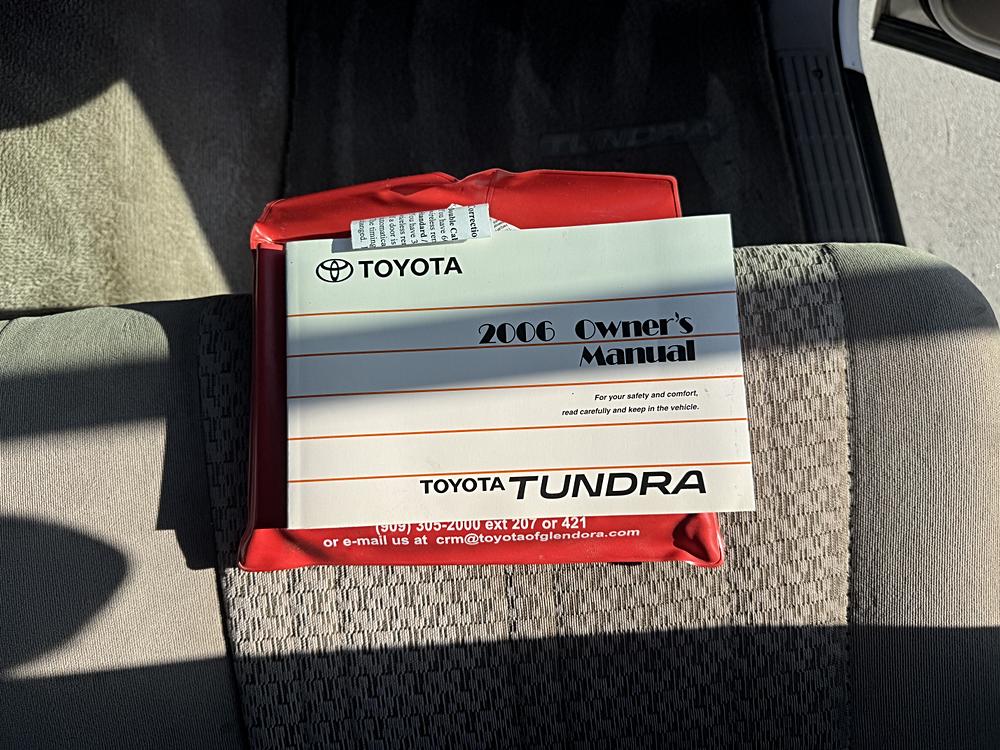 TUNDRA
TOYOTA
2006 Owner's
Manual
For your safety and comfort,
read carefully and keep in the vehicle.
TOYOTA TUNDRA
(909) 305-2000 ext 207 or 421
or e-mail us at crm@toyotaofglendora.com